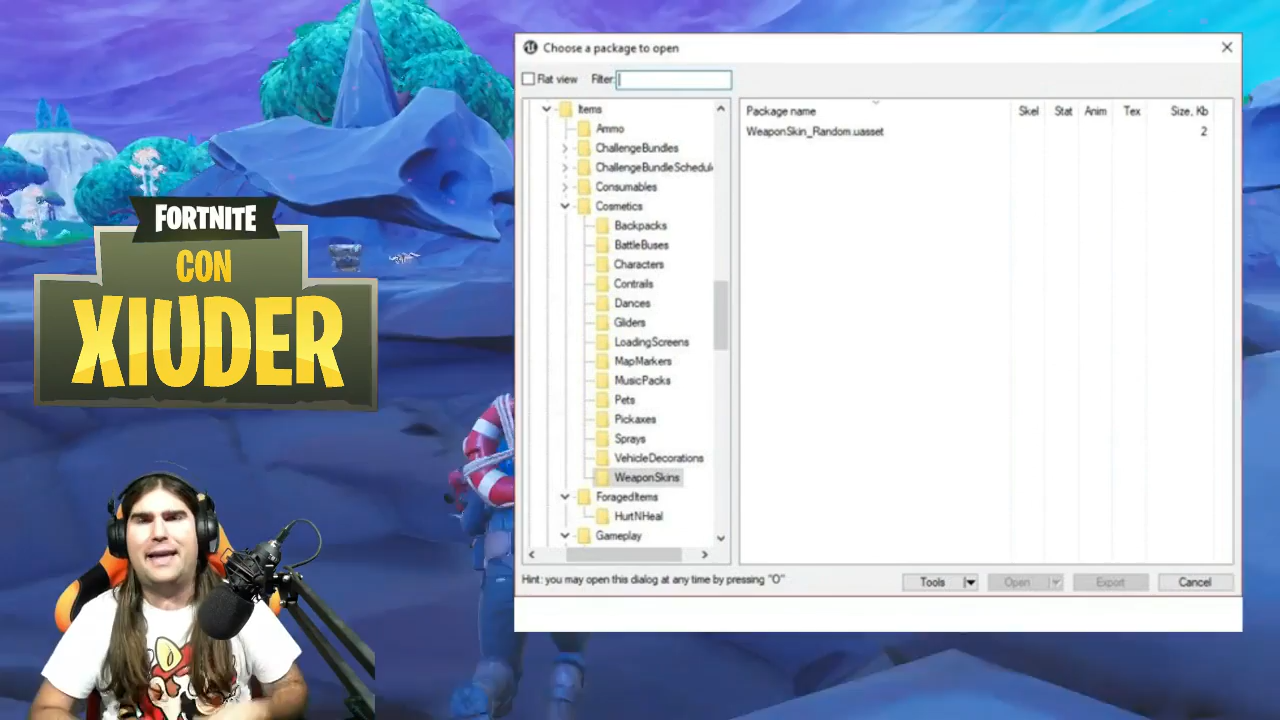 FORTNITE
CON
XIUDER
Choose a package to open
Flat view Filter:
Items
Ammo
ChallengeBundles
ChallengeBundleSchedul
Consumables
Cosmetics
Backpacks
BattleBuses
Characters
Contrails
Dances
Gliders
LoadingScreens
MapMarkers
MusicPacks
Pets
Pickaxes
Sprays
VehicleDecorations
WeaponSkins
ForagedItems
HurtNHeal
Gameplay
Package name Skel Stat Anim Tex Size, Kb
WeaponSkin_Random.uasset 2
Hint: you may open this dialog at any time by pressing "O"
Tools Open Export Cancel